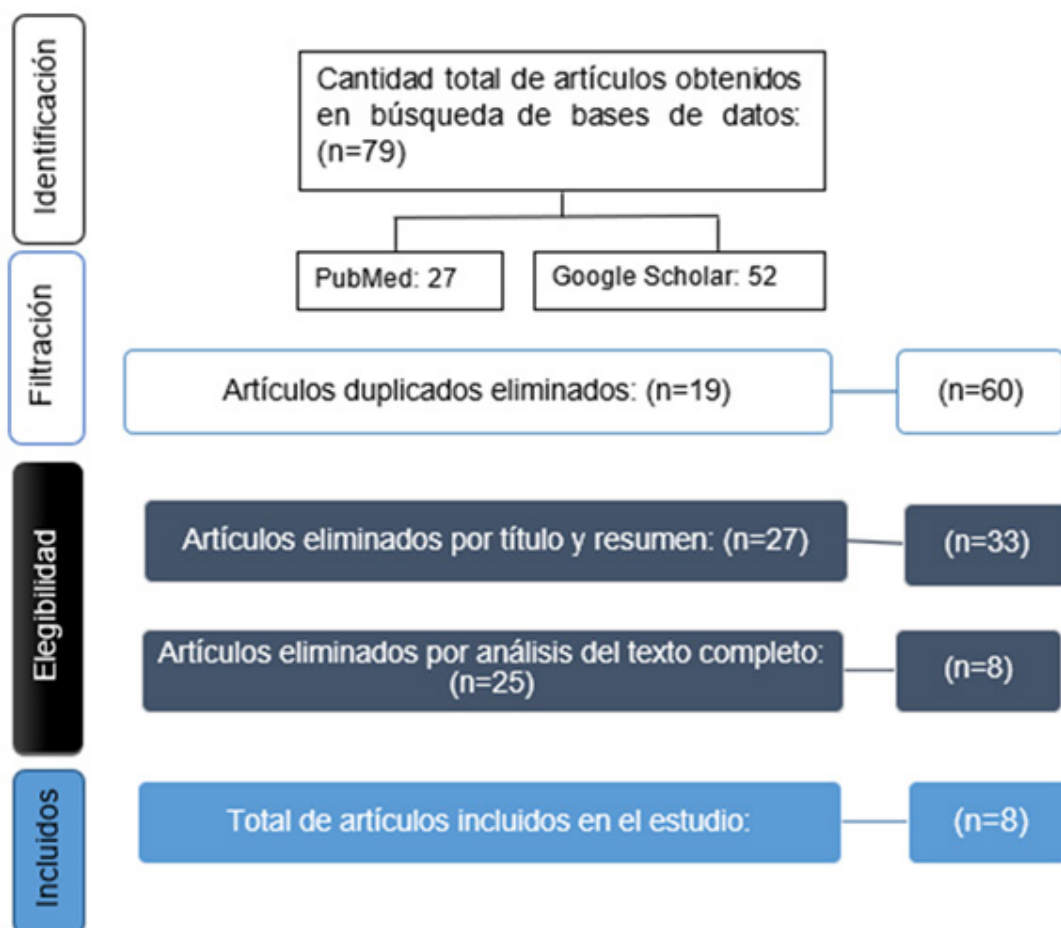 Identificación
Cantidad total de artículos obtenidos
en búsqueda de bases de datos:
(n=79)
PubMed: 27
Google Scholar: 52
Filtración
Artículos duplicados eliminados: (n=19)
(n=60)
Elegibilidad
Artículos eliminados por título y resumen: (n=27)
(n=33)
Artículos eliminados por análisis del texto completo:
(n=25)
(n=8)
Incluidos
Total de artículos incluidos en el estudio:
(n=8)